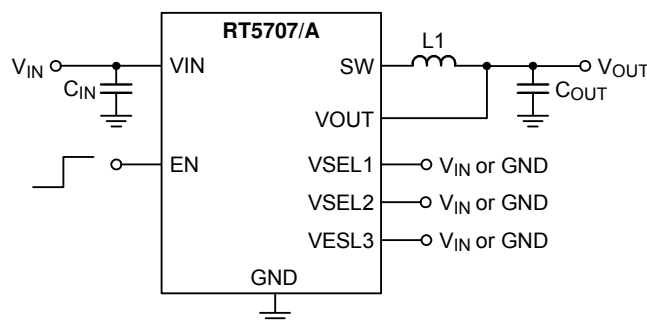 RT5707/A
L1
VIN
VIN
SW
VOUT
CIN
COUT
VOUT
EN
VSEL1
VIN or GND
VSEL2
VIN or GND
VESL3
VIN or GND
GND